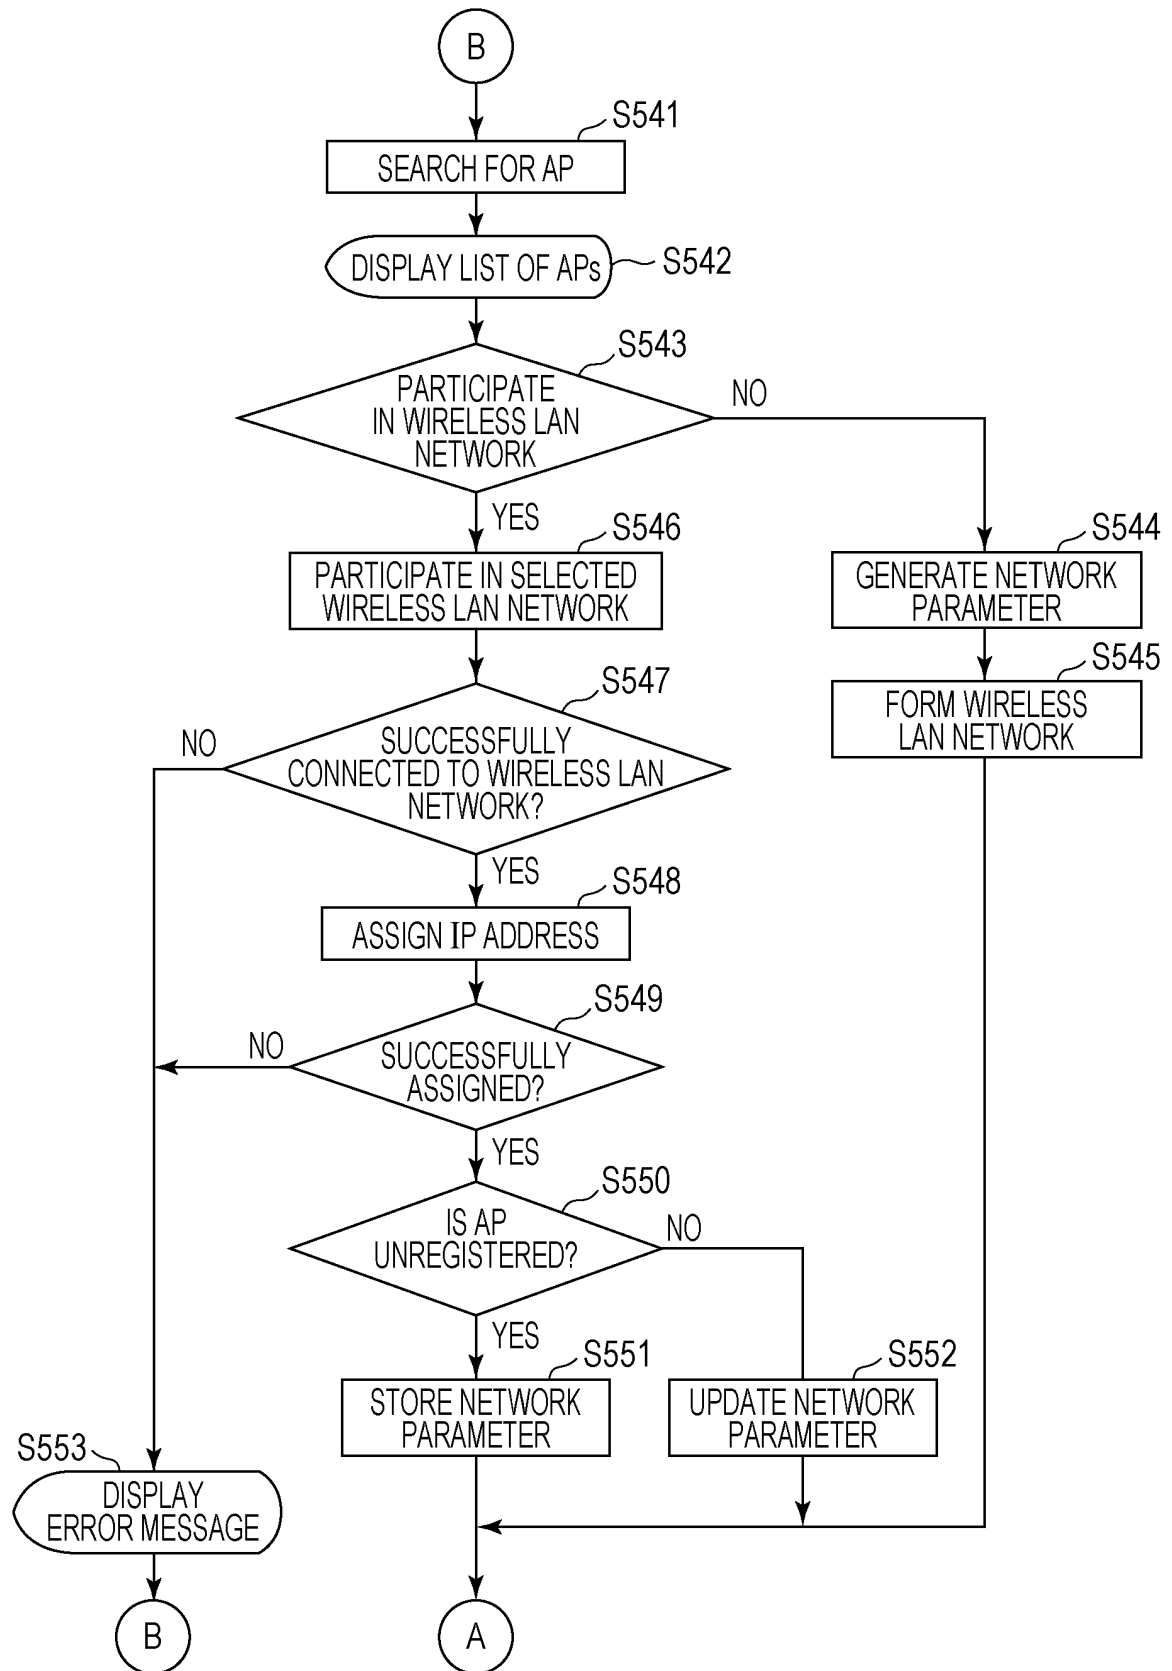 B
S541
SEARCH FOR AP
DISPLAY LIST OF APs
S542
S543
PARTICIPATE
IN WIRELESS LAN
NETWORK
NO
YES
S546
PARTICIPATE IN SELECTED
WIRELESS LAN NETWORK
S544
GENERATE NETWORK
PARAMETER
S545
FORM WIRELESS
LAN NETWORK
S547
SUCCESSFULLY
CONNECTED TO WIRELESS LAN
NETWORK?
NO
YES
S548
ASSIGN IP ADDRESS
S549
SUCCESSFULLY
ASSIGNED?
NO
YES
S550
IS AP
UNREGISTERED?
NO
YES
S551
STORE NETWORK
PARAMETER
S552
UPDATE NETWORK
PARAMETER
S553
DISPLAY
ERROR MESSAGE
B
A